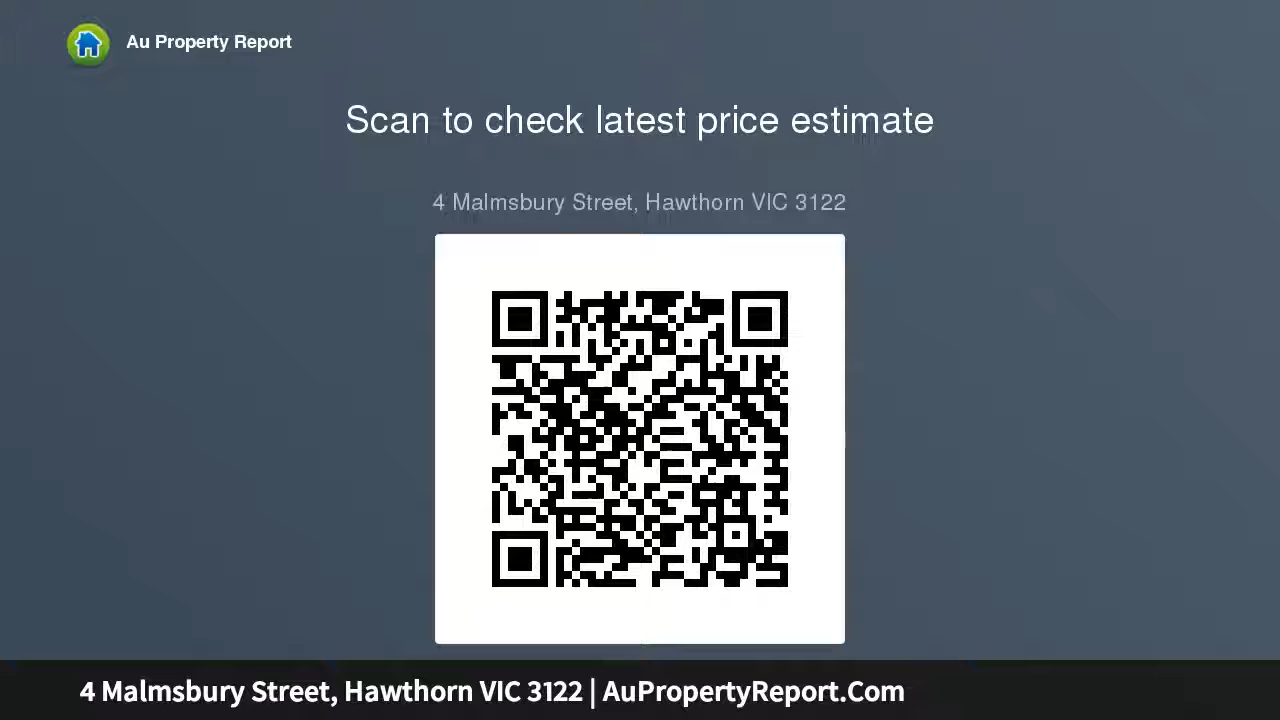 Au Property Report
Scan to check latest price estimate
4 Malmsbury Street, Hawthorn VIC 3122
4 Malmsbury Street, Hawthorn VIC 3122 | AuPropertyReport.Com